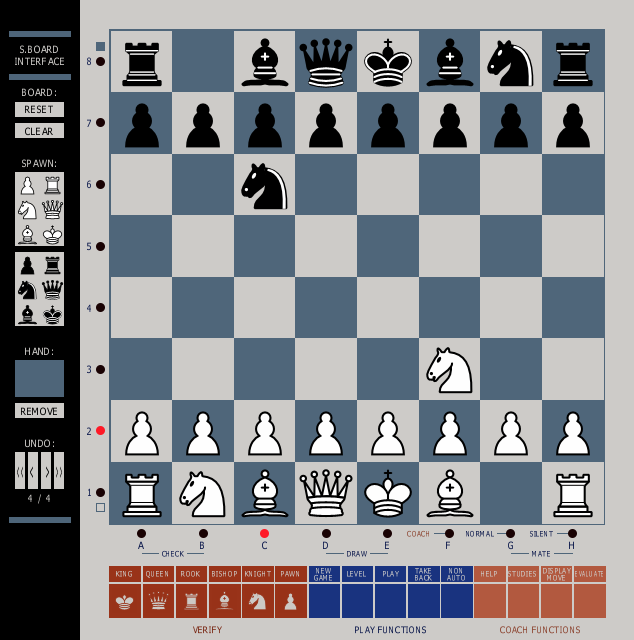 S.BOARD
INTERFACE
BOARD:
RESET
CLEAR
SPAWN:
HAND:
REMOVE
UNDO:
⟨⟨ ⟨ ⟩ ⟩⟩
4 / 4
8
7
6
5
4
3
2
1
COACH NORMAL SILENT
A B C D E F G H
CHECK DRAW MATE
KING QUEEN ROOK BISHOP KNIGHT PAWN NEW GAME LEVEL PLAY TAKE BACK NON AUTO HELP STUDIES DISPLAY MOVE EVALUATE
VERIFY PLAY FUNCTIONS COACH FUNCTIONS